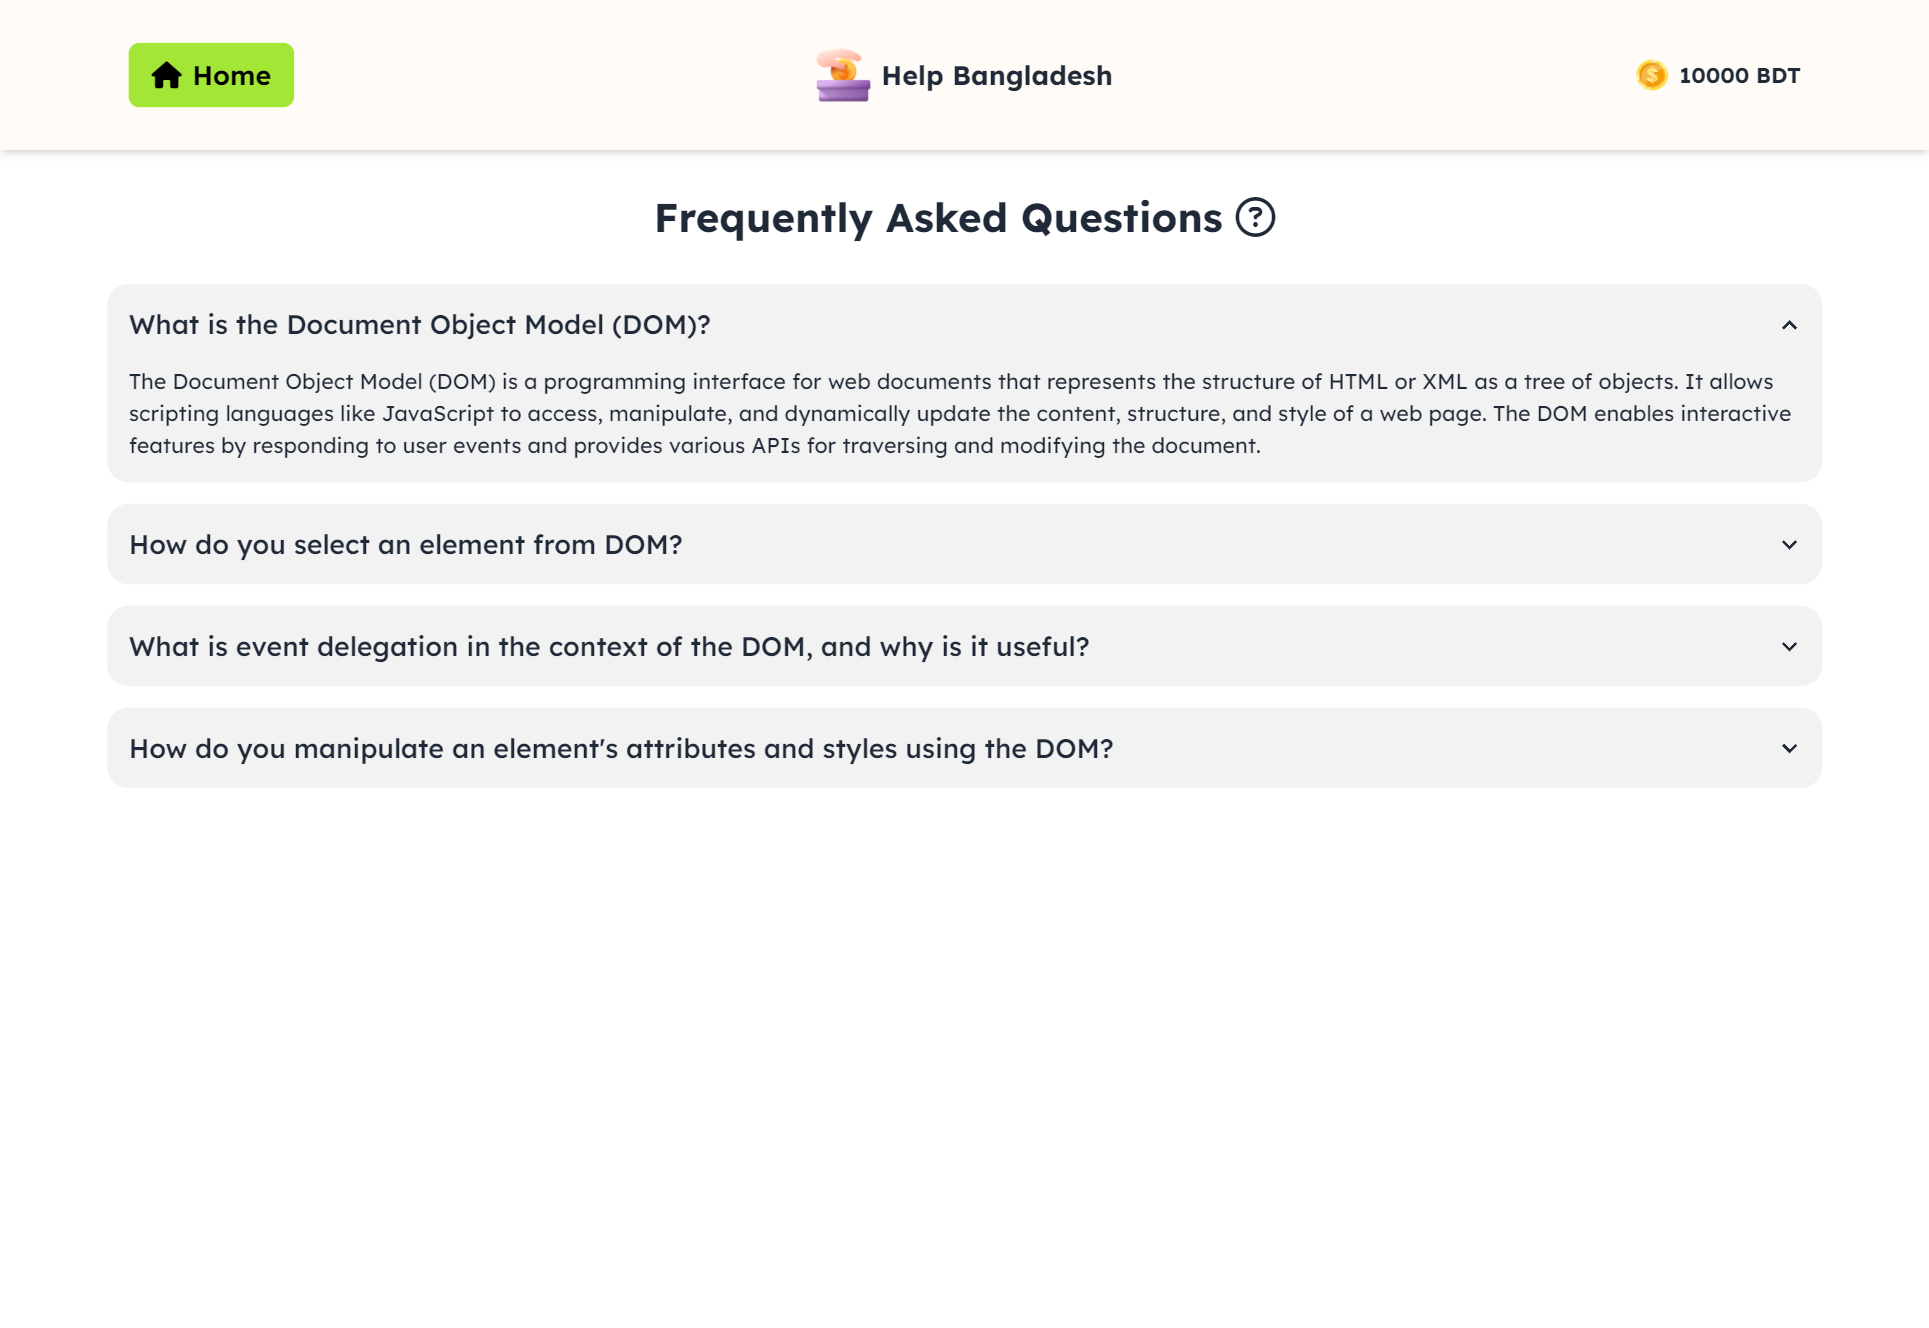 Home
Help Bangladesh
10000 BDT
Frequently Asked Questions
What is the Document Object Model (DOM)?
The Document Object Model (DOM) is a programming interface for web documents that represents the structure of HTML or XML as a tree of objects. It allows
scripting languages like JavaScript to access, manipulate, and dynamically update the content, structure, and style of a web page. The DOM enables interactive
features by responding to user events and provides various APIs for traversing and modifying the document.
How do you select an element from DOM?
What is event delegation in the context of the DOM, and why is it useful?
How do you manipulate an element's attributes and styles using the DOM?